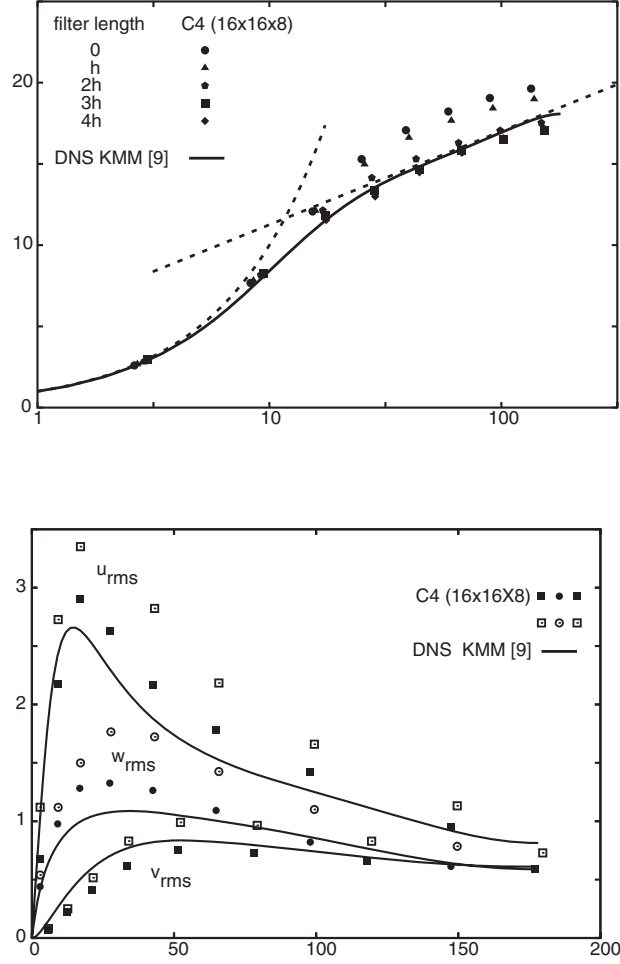 filter length C4 (16x16x8)
0
h
2h
3h
4h
DNS KMM [9]
20
10
0
1 10 100
3
2
1
0
u rms
w rms
v rms
C4 (16x16X8)
DNS KMM [9]
0 50 100 150 200